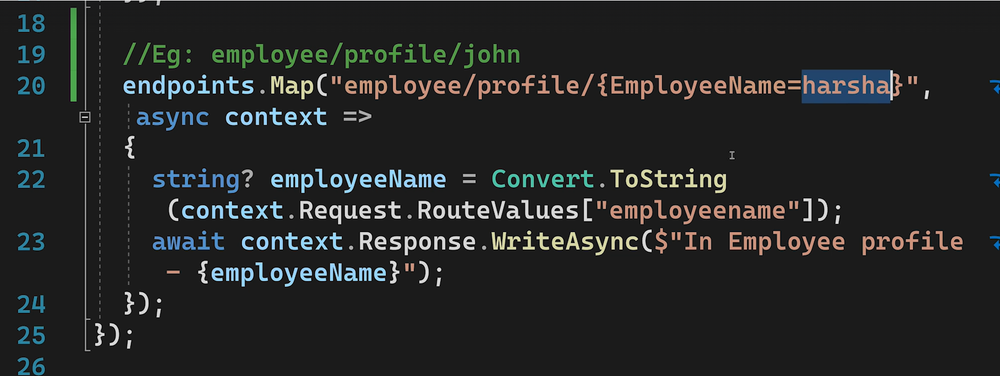 18
19 //Eg: employee/profile/john
20 endpoints.Map("employee/profile/{EmployeeName=harsha}",
async context =>
21 {
22 string? employeeName = Convert.ToString
(context.Request.RouteValues["employeename"]);
23 await context.Response.WriteAsync($"In Employee profile
- {employeeName}");
24 });
25 });
26